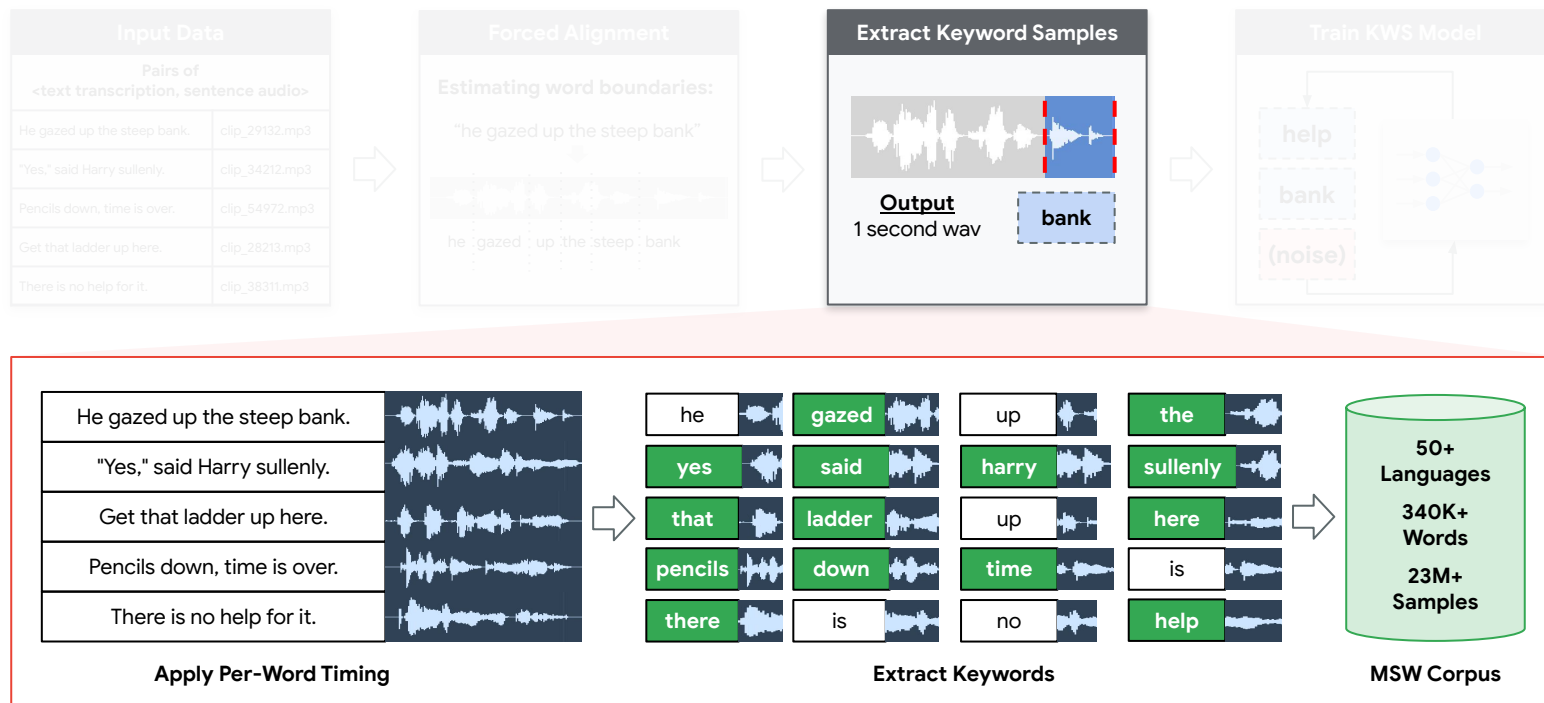 Input Data
Pairs of
<text transcription, sentence audio>
He gazed up the steep bank.
clip_29132.mp3
"Yes," said Harry sullenly.
clip_34212.mp3
Pencils down, time is over.
clip_54972.mp3
Get that ladder up here.
clip_28213.mp3
There is no help for it.
clip_38311.mp3
Forced Alignment
Estimating word boundaries:
"he gazed up the steep bank"
he gazed up the steep bank
Extract Keyword Samples
Output
1 second wav
bank
Train KWS Model
help
bank
(noise)
He gazed up the steep bank.
"Yes," said Harry sullenly.
Get that ladder up here.
Pencils down, time is over.
There is no help for it.
Apply Per-Word Timing
he gazed up the
yes said harry sullenly
that ladder up here
pencils down time is
there is no help
Extract Keywords
50+
Languages
340K+
Words
23M+
Samples
MSW Corpus